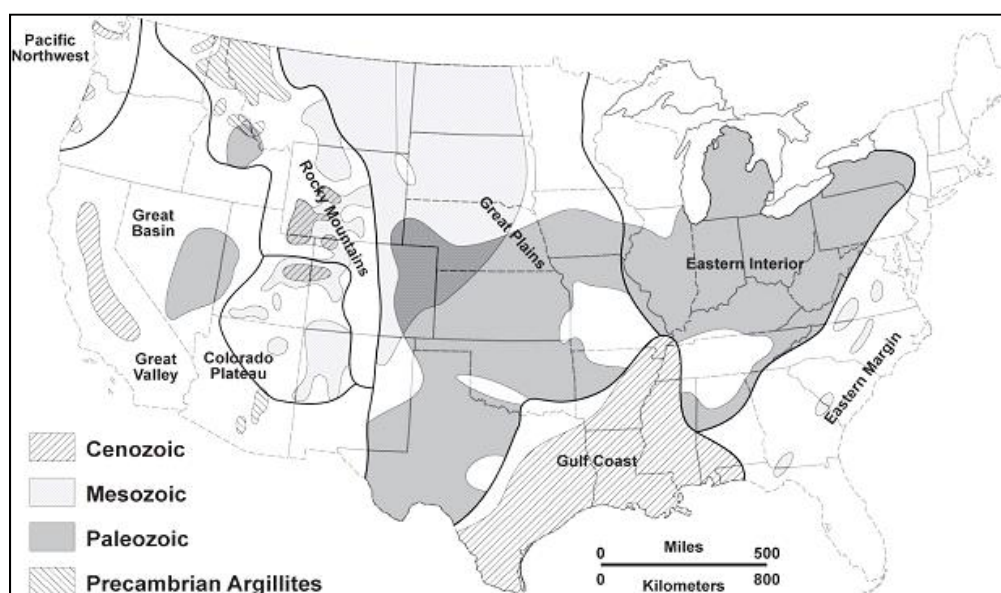 Pacific
Northwest
Rocky Mountains
Great Plains
Great
Basin
Eastern Interior
Great
Valley
Colorado
Plateau
Eastern Margin
Gulf Coast
Cenozoic
Mesozoic
Paleozoic
Precambrian Argillites
0 Miles 500
0 Kilometers 800